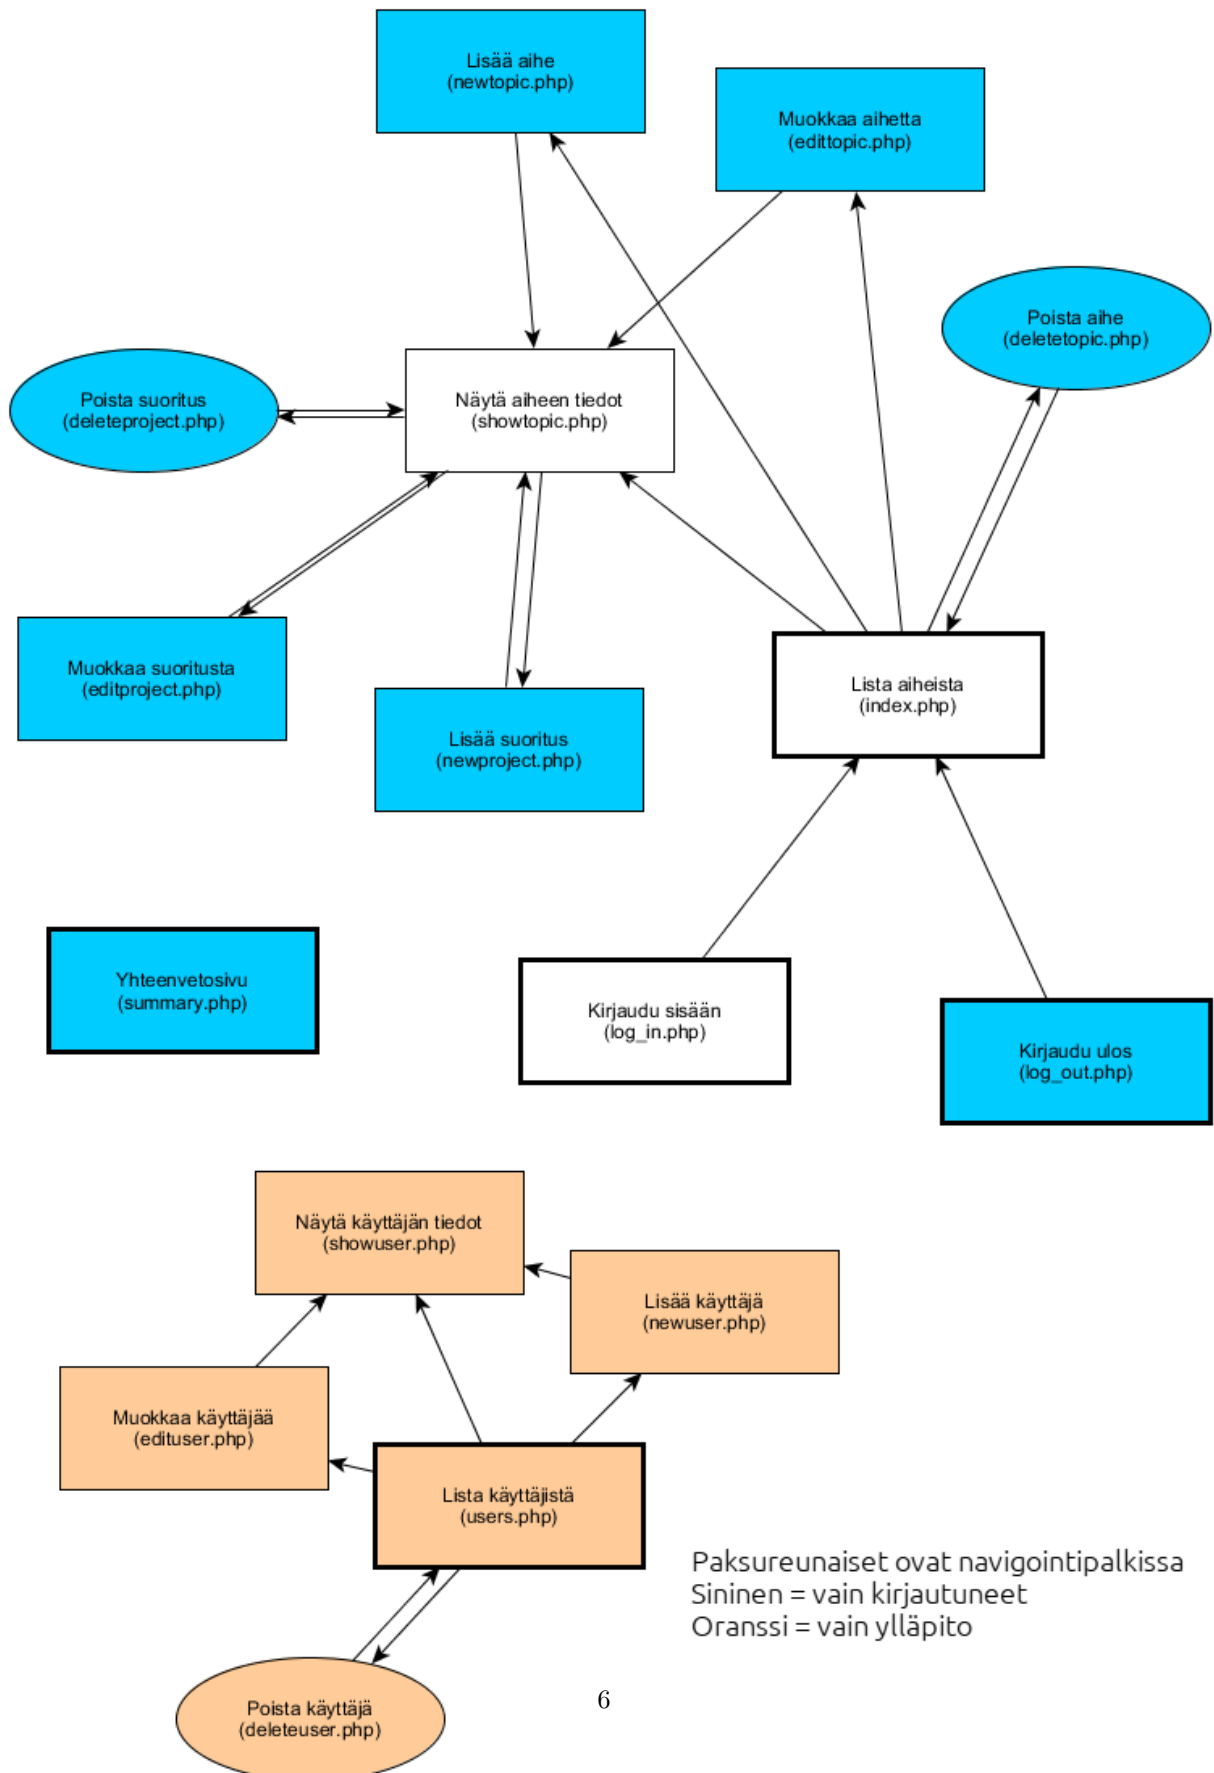 Lisää aihe
(newtopic.php)
Muokkaa aihetta
(edittopic.php)
Poista aihe
(deletetopic.php)
Poista suoritus
(deleteproject.php)
Näytä aiheen tiedot
(showtopic.php)
Muokkaa suoritusta
(editproject.php)
Lisää suoritus
(newproject.php)
Lista aiheista
(index.php)
Yhteenvetosivu
(summary.php)
Kirjaudu sisään
(log_in.php)
Kirjaudu ulos
(log_out.php)
Näytä käyttäjän tiedot
(showuser.php)
Lisää käyttäjä
(newuser.php)
Muokkaa käyttäjää
(edituser.php)
Lista käyttäjistä
(users.php)
Paksureunaiset ovat navigointipalkissa
Sininen = vain kirjautuneet
Oranssi = vain ylläpito
Poista käyttäjä
(deleteuser.php)
6